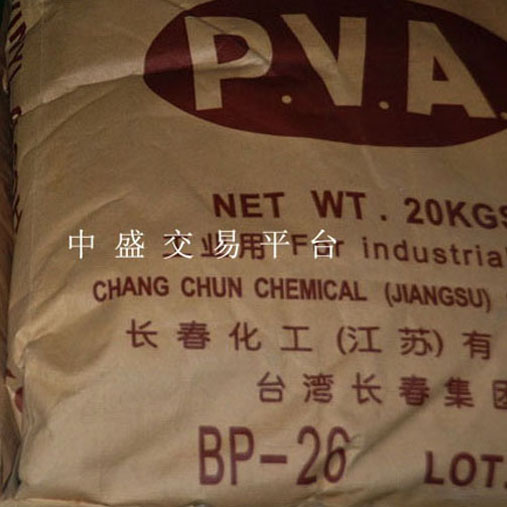 P.V.A.
NET WT. 20KGS
工业用 For industrial
中盛交易平台
CHANG CHUN CHEMICAL (JIANGSU)
长春化工(江苏)有
台湾长春集团
BP-26 LOT.